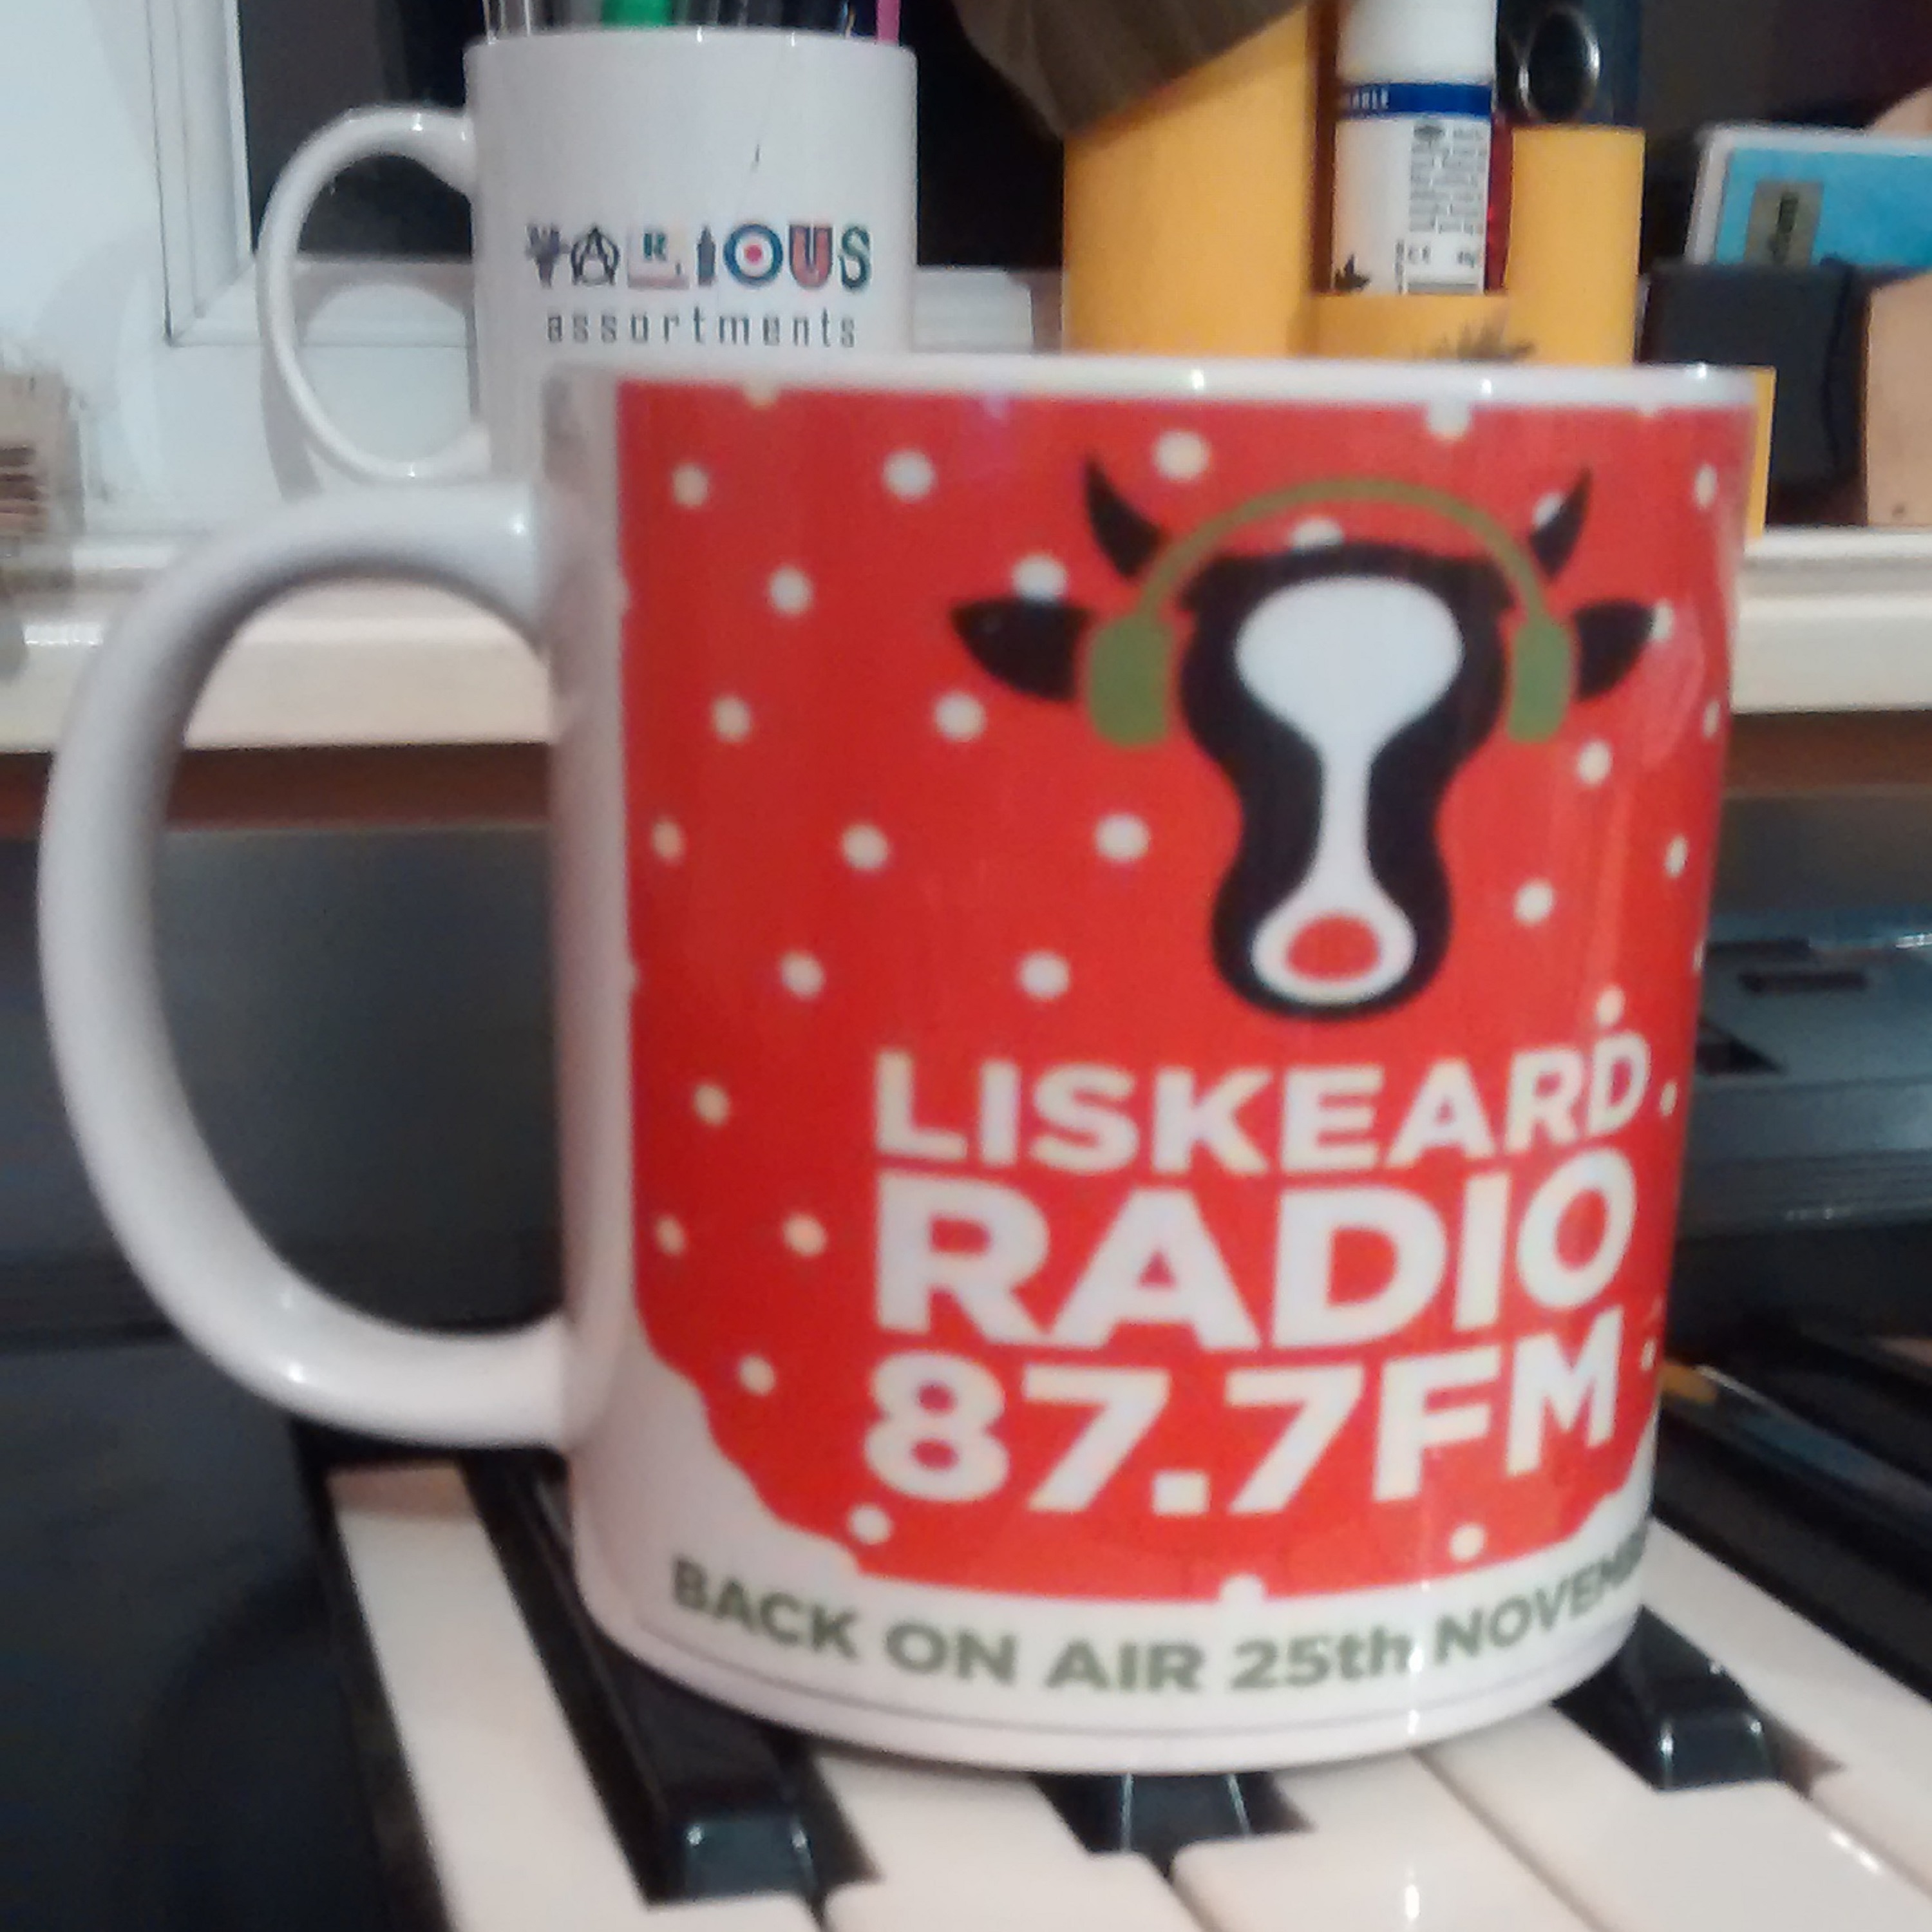 VARIOUS
assortments
LISKEARD
RADIO
87.7FM
BACK ON AIR 25th